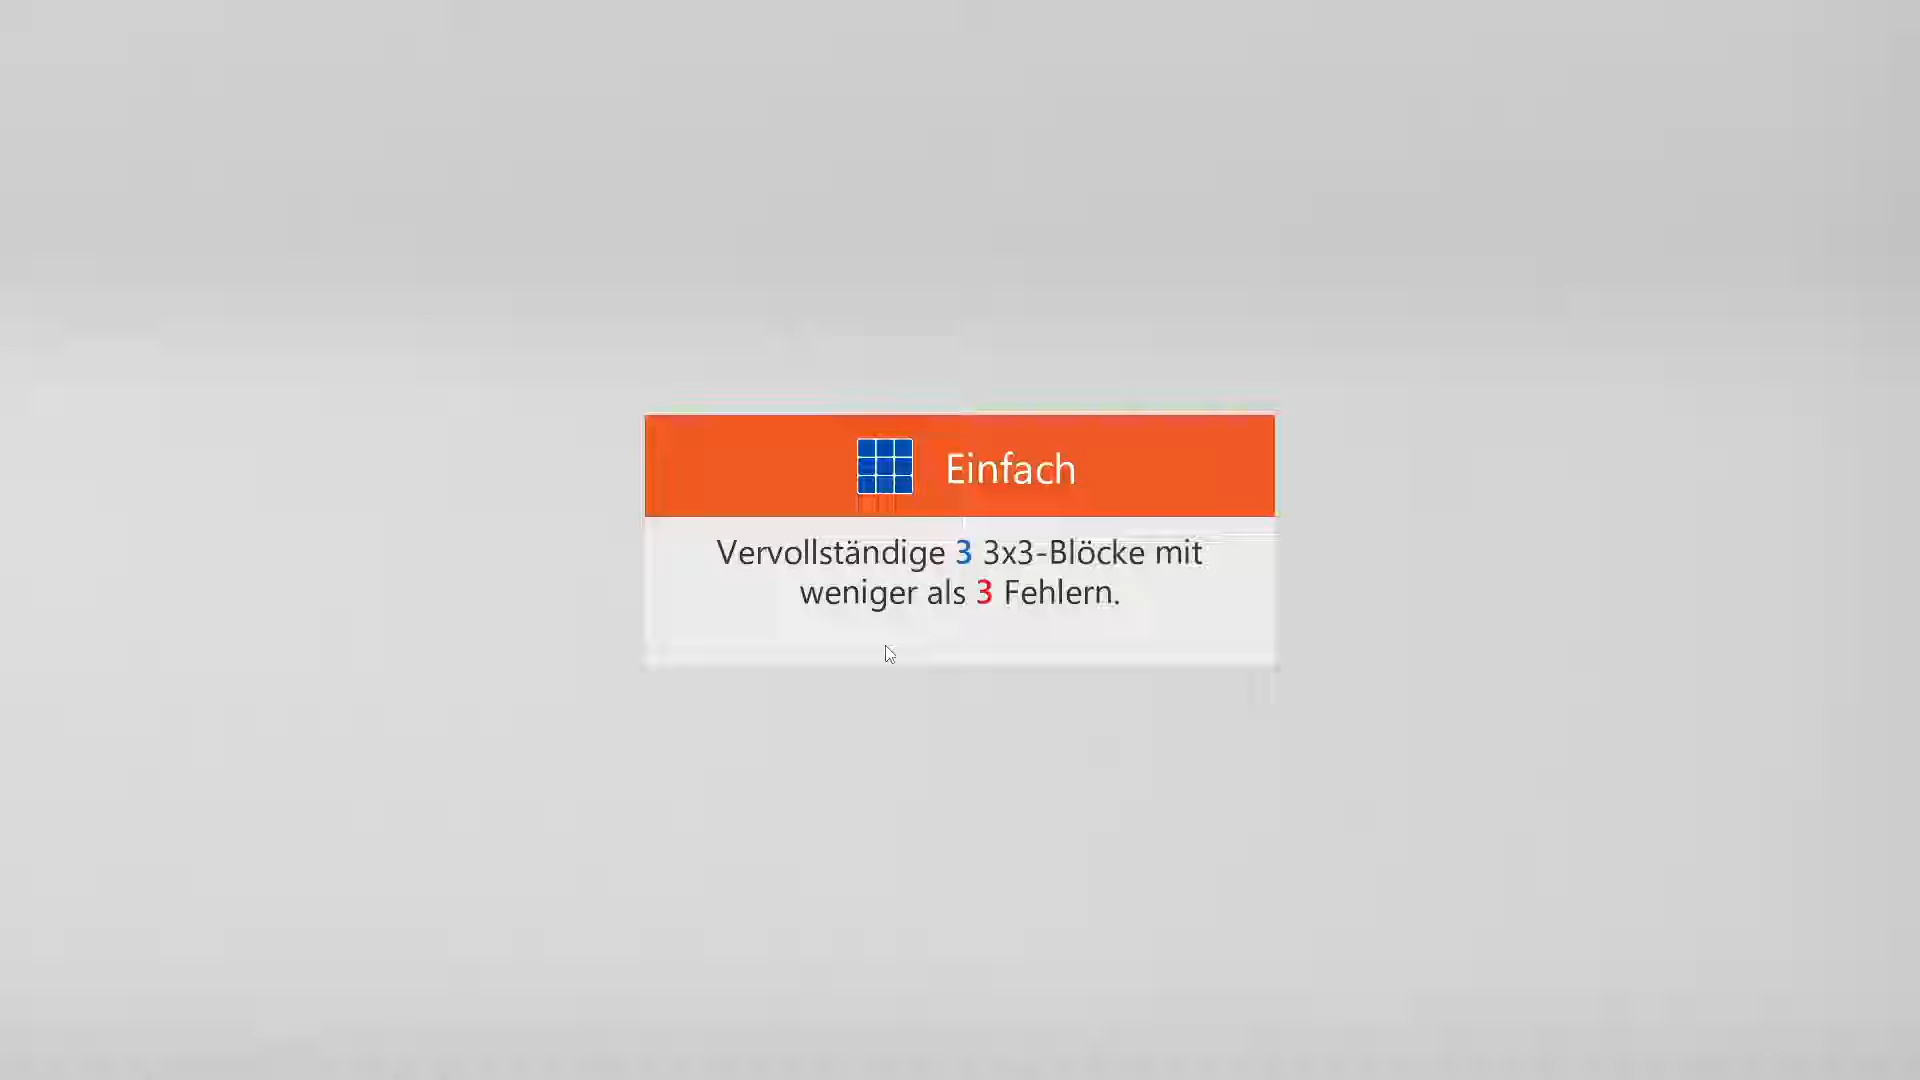 Einfach
Vervollständige 3 3x3-Blöcke mit
weniger als 3 Fehlern.